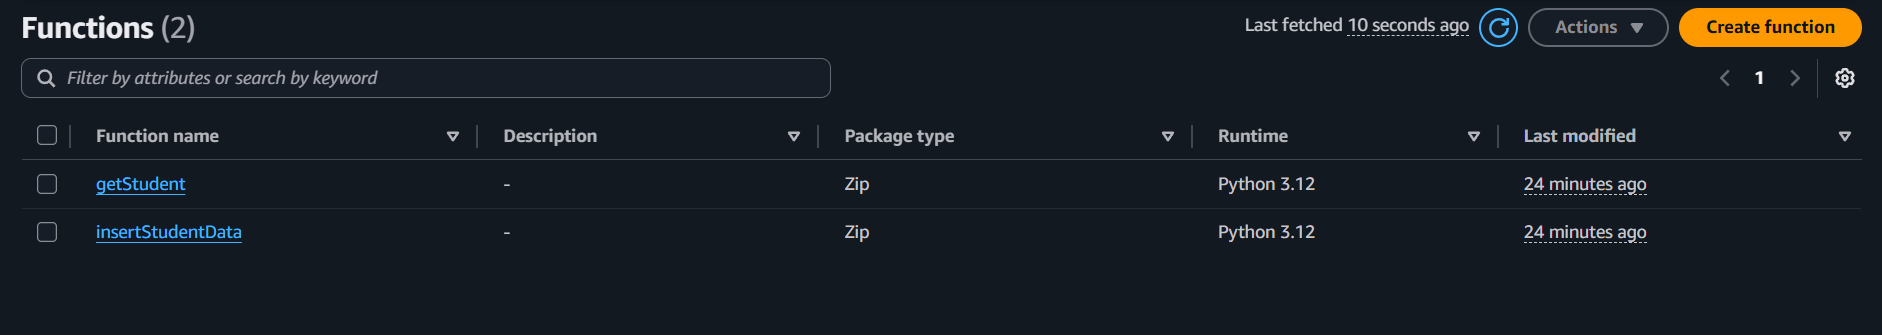 Functions (2)
Last fetched 10 seconds ago
Actions
Create function
Filter by attributes or search by keyword
1
Function name Description Package type Runtime Last modified
getStudent - Zip Python 3.12 24 minutes ago
insertStudentData - Zip Python 3.12 24 minutes ago